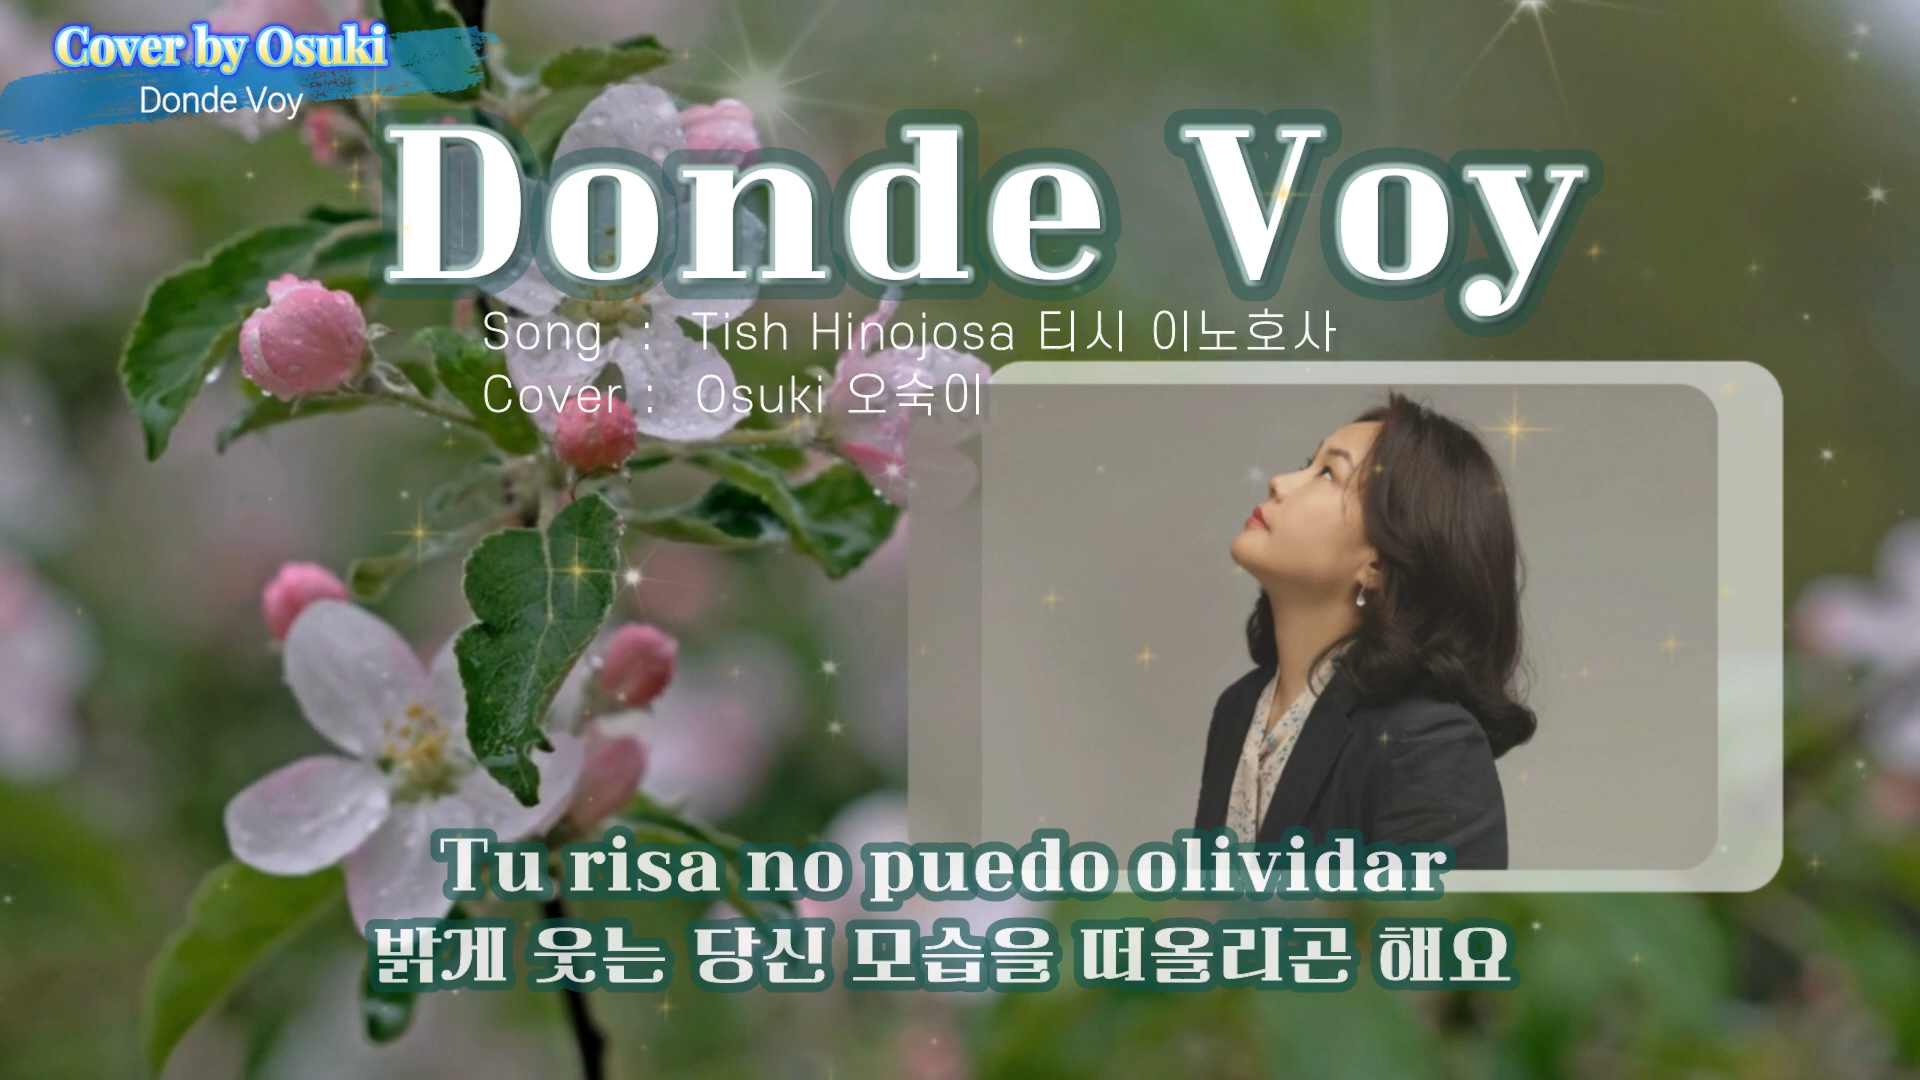 Cover by Osuki
Donde Voy
Donde Voy
Song : Tish Hinojosa 티시 이노호사
Cover : Osuki 오숙이
Tu risa no puedo olividar
밝게 웃는 당신 모습을 떠올리곤 해요